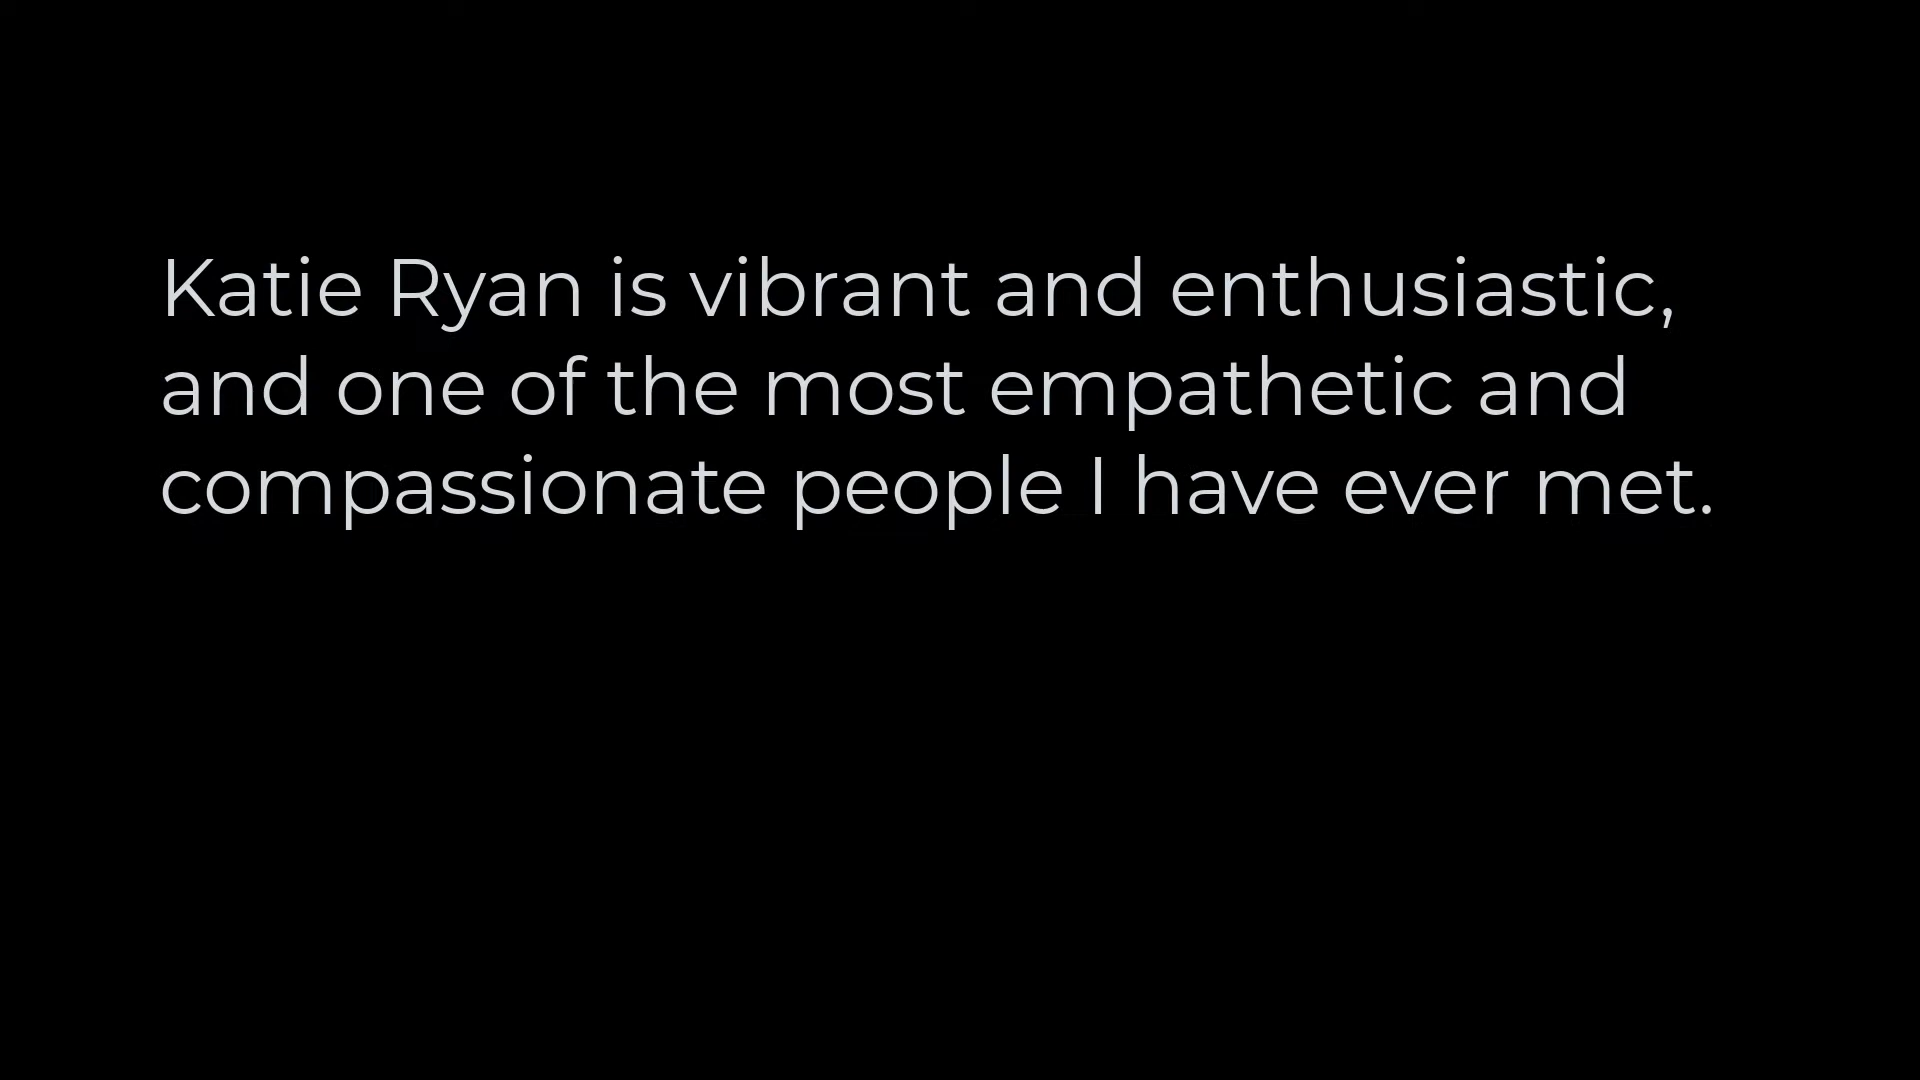 Katie Ryan is vibrant and enthusiastic,
and one of the most empathetic and
compassionate people I have ever met.